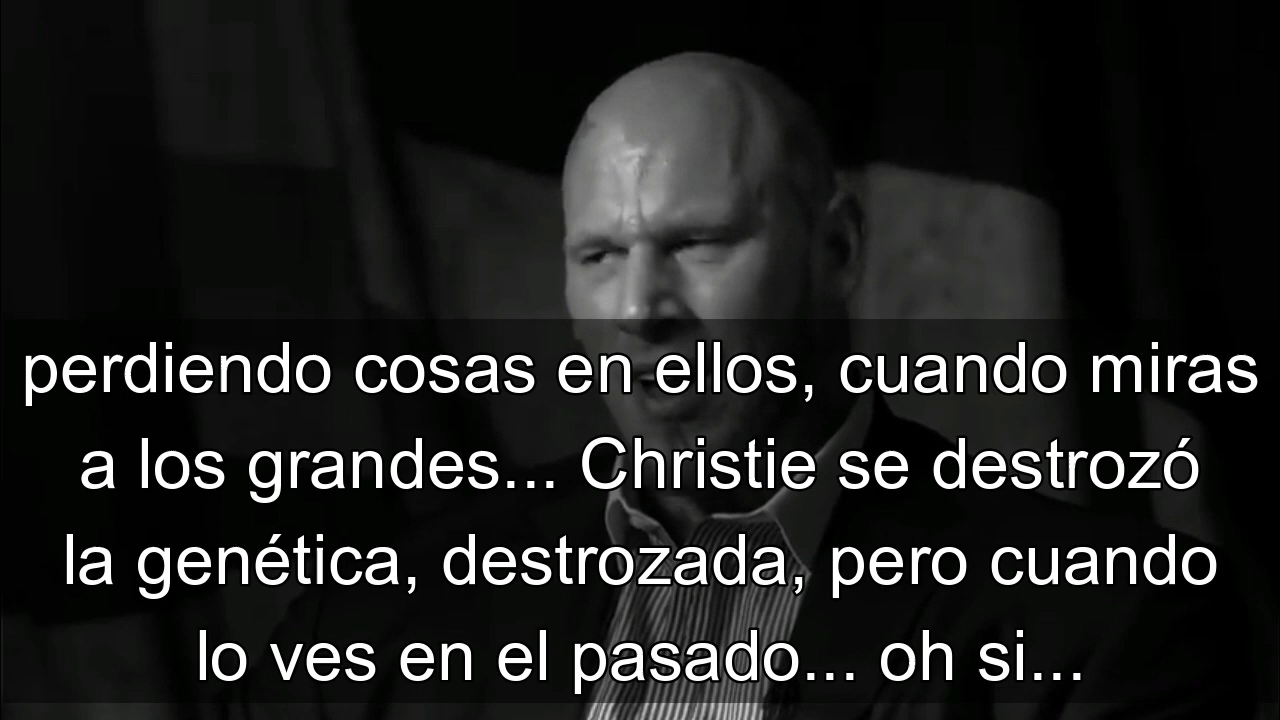 perdiendo cosas en ellos, cuando miras
a los grandes... Christie se destrozó
la genética, destrozada, pero cuando
lo ves en el pasado... oh si...